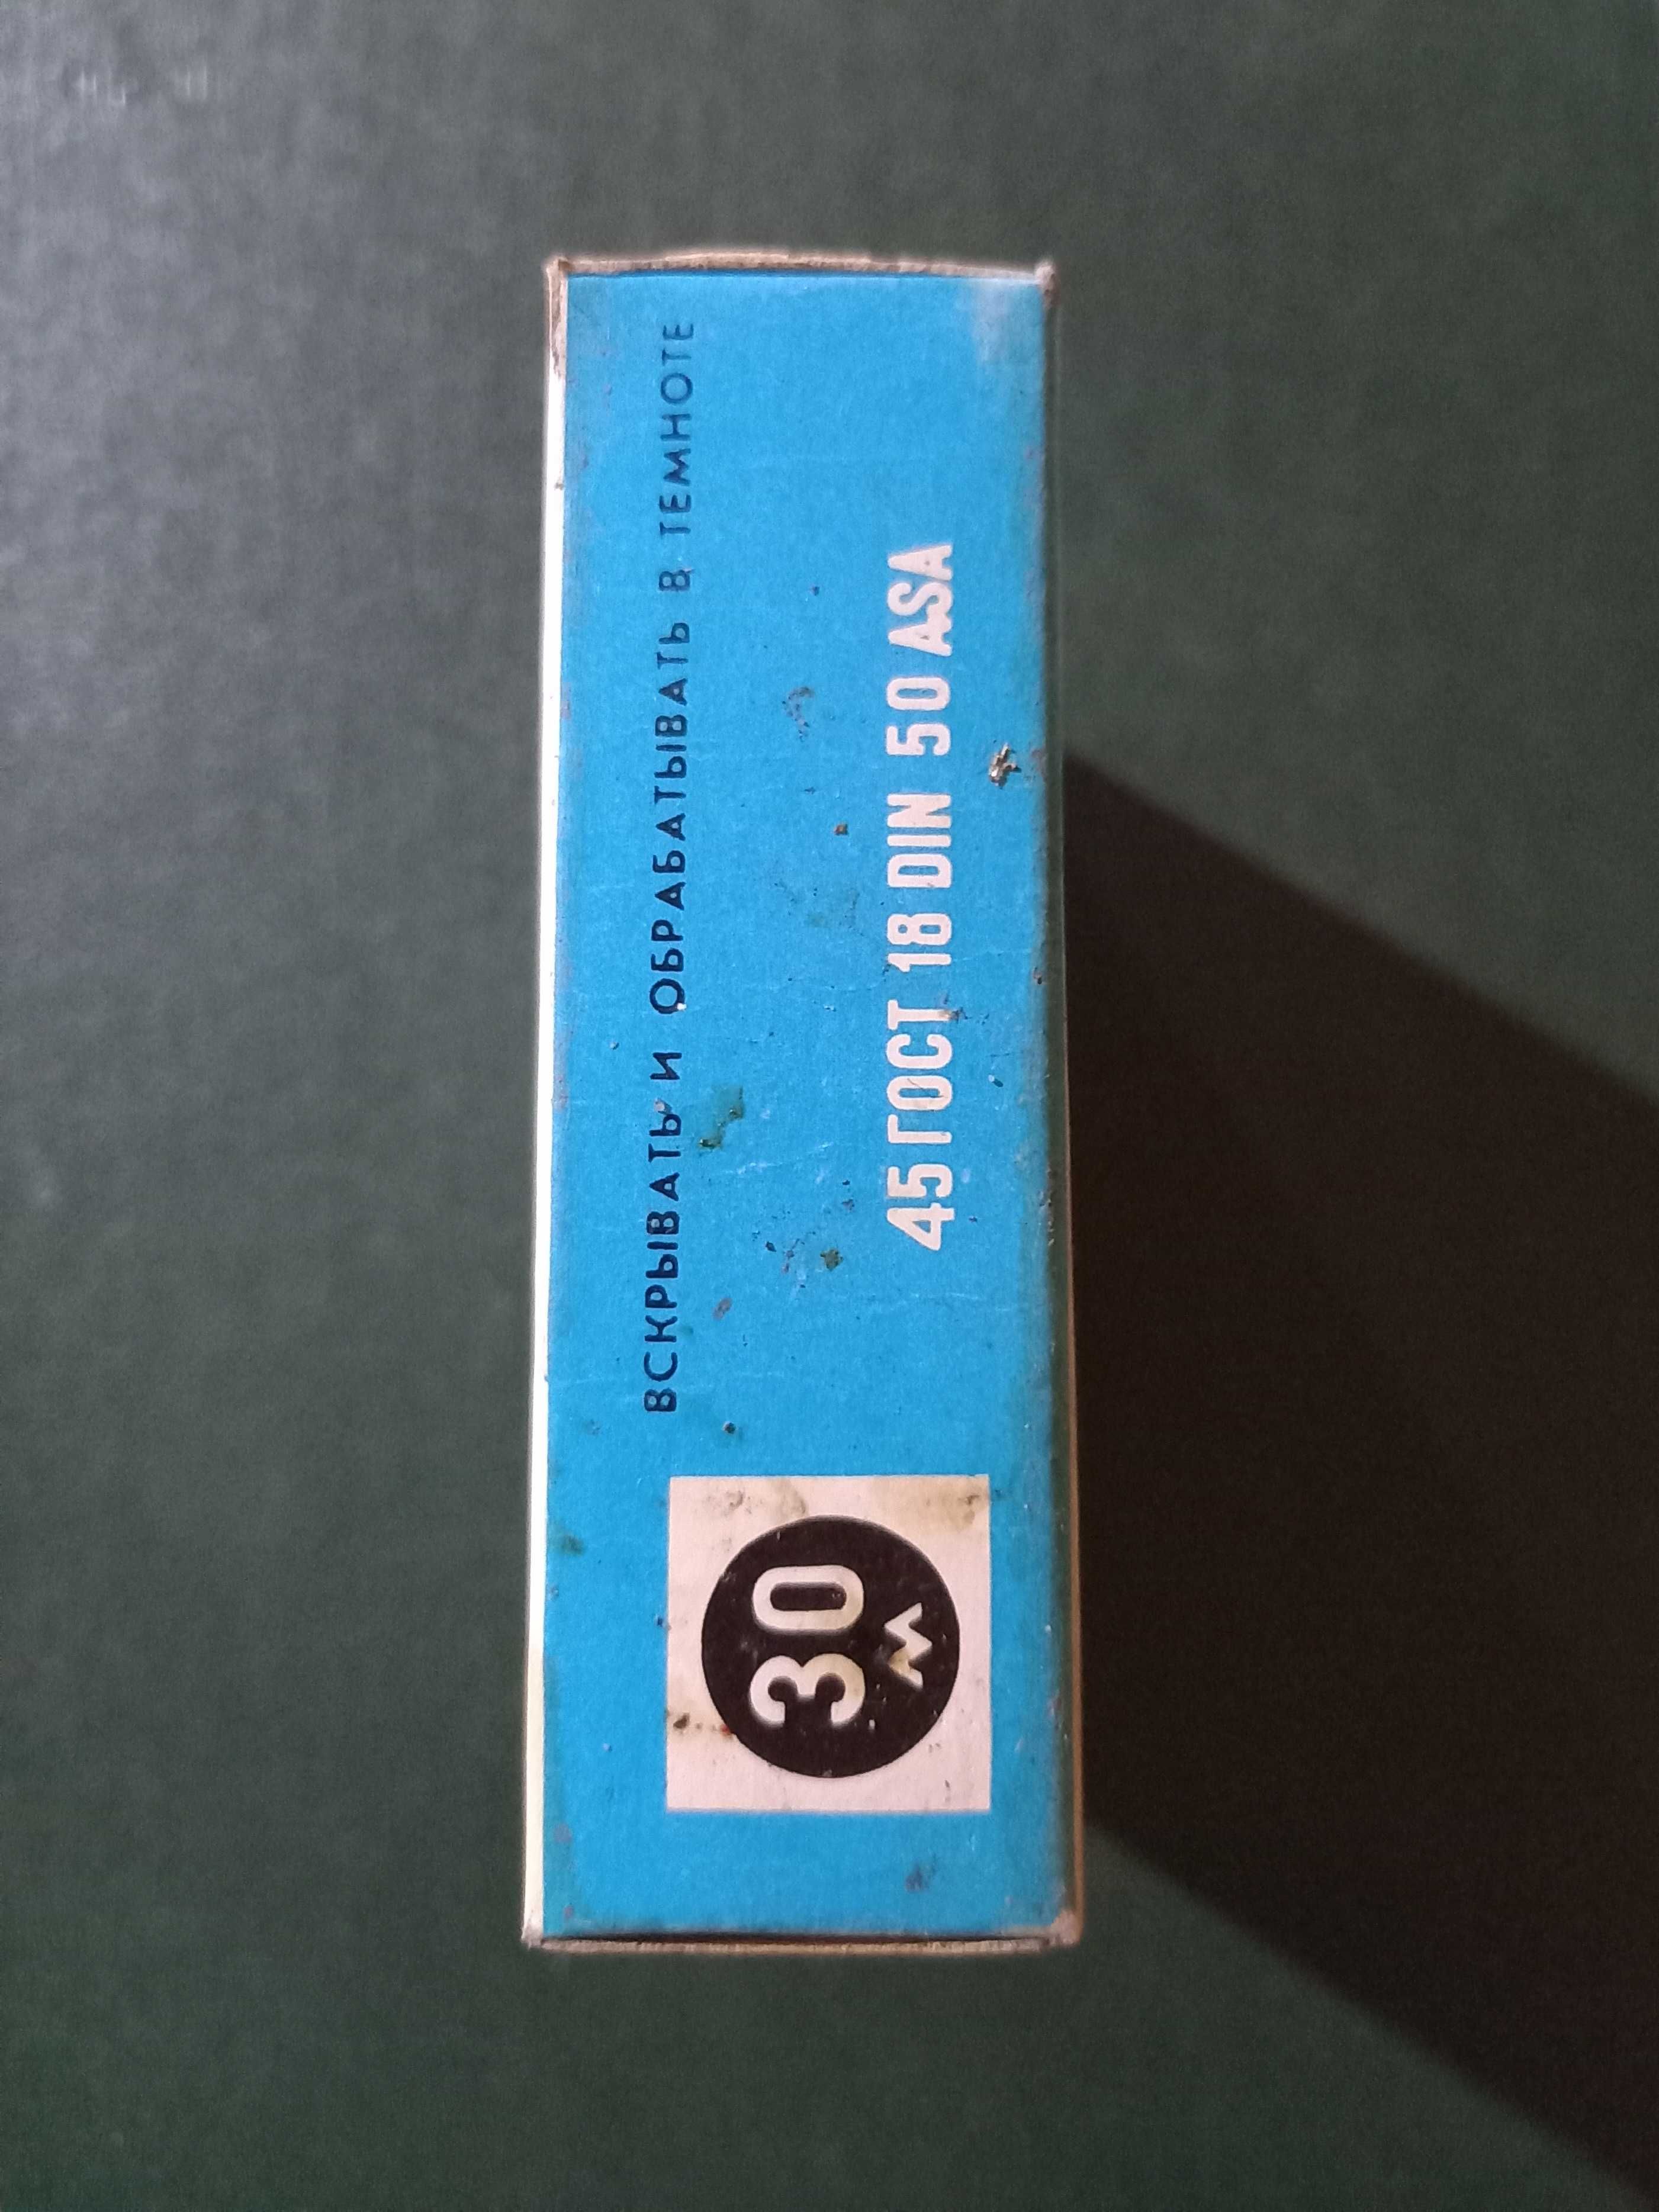 ВСКРЫВАТЬ И ОБРАБАТЫВАТЬ В ТЕМНОТЕ
45 ГОСТ 18 DIN 50 ASA
30
М